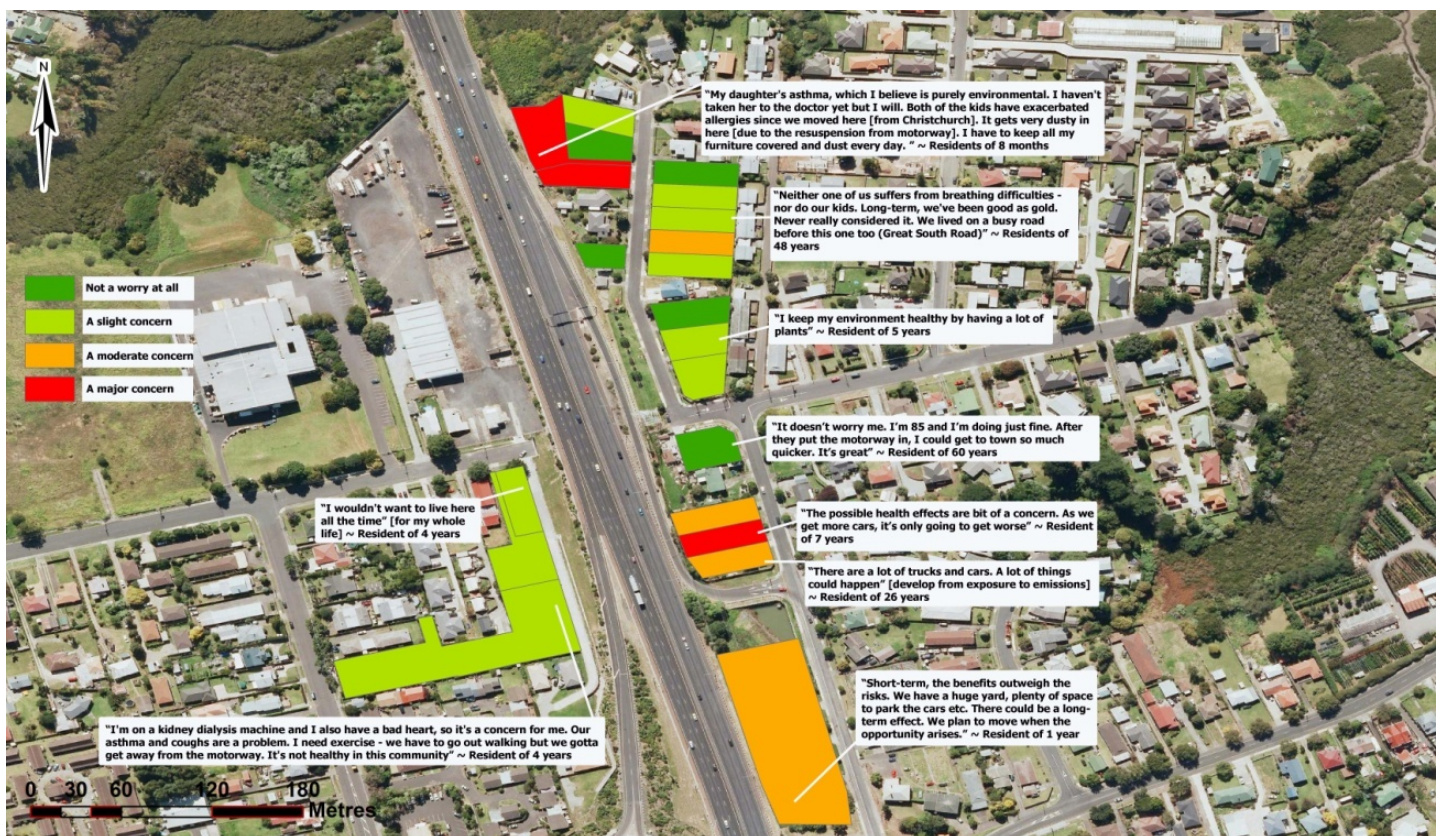 N
“My daughter's asthma, which I believe is purely environmental. I haven't
taken her to the doctor yet but I will. Both of the kids have exacerbated
allergies since we moved here [from Christchurch]. It gets very dusty in
here [due to the resuspension from motorway]. I have to keep all my
furniture covered and dust every day. ” ~ Residents of 8 months
“Neither one of us suffers from breathing difficulties -
nor do our kids. Long-term, we've been good as gold.
Never really considered it. We lived on a busy road
before this one too (Great South Road)” ~ Residents of
48 years
Not a worry at all
A slight concern
A moderate concern
A major concern
“I keep my environment healthy by having a lot of
plants” ~ Resident of 5 years
“It doesn’t worry me. I’m 85 and I’m doing just fine. After
they put the motorway in, I could get to town so much
quicker. It’s great” ~ Resident of 60 years
“I wouldn't want to live here
all the time” [for my whole
life] ~ Resident of 4 years
“The possible health effects are bit of a concern. As we
get more cars, it’s only going to get worse” ~ Resident
of 7 years
“There are a lot of trucks and cars. A lot of things
could happen” [develop from exposure to emissions]
~ Resident of 26 years
“Short-term, the benefits outweigh the
risks. We have a huge yard, plenty of space
to park the cars etc. There could be a long-
term effect. We plan to move when the
opportunity arises.” ~ Resident of 1 year
“I'm on a kidney dialysis machine and I also have a bad heart, so it's a concern for me. Our
asthma and coughs are a problem. I need exercise - we have to go out walking but we gotta
get away from the motorway. It's not healthy in this community” ~ Resident of 4 years
0 30 60 120 180
Metres